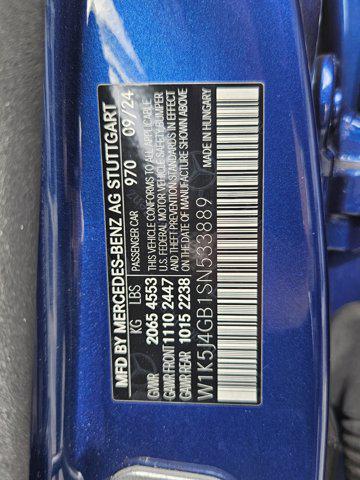 MFD BY MERCEDES-BENZ AG STUTTGART
PASSENGER CAR 970 09/24
KG LBS
GVWR 2065 4553
GAWR FRONT 1110 2447
GAWR REAR 1015 2238
THIS VEHICLE CONFORMS TO ALL APPLICABLE
U.S. FEDERAL MOTOR VEHICLE SAFETY, BUMPER
AND THEFT PREVENTION STANDARDS IN EFFECT
ON THE DATE OF MANUFACTURE SHOWN ABOVE
MADE IN HUNGARY
W1K5J4GB1SN533889